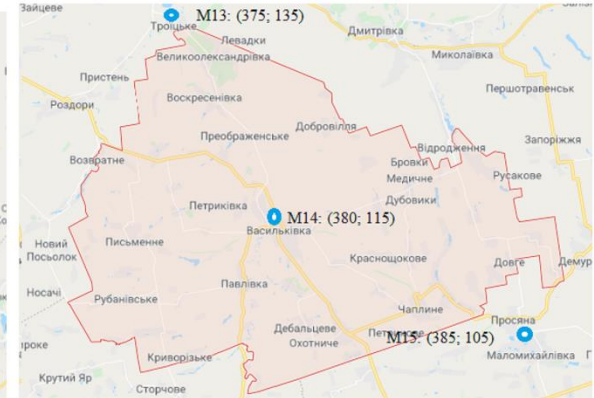 Зайцеве
M13: (375; 135)
Троїцьке
Левадки
Дмитрівка
Великоолександрівка
Миколаївка
Пристень
Першотравенськ
Роздори
Воскресенівка
Добровілля
Преображенське
Відродження
Запоріжжя
Возвратне
Бровки
Медичне
Русакове
Дубовики
Петриківка
M14: (380; 115)
Васильківка
Новий
Посьолок
Письменне
Краснощокове
Довге
Демур
Павлівка
Носачі
Рубанівське
Чаплине
Просяна
Дебальцеве
M15: (385; 105)
Охотниче
Криворізьке
Маломихайлівка
Крутий Яр
Сторчове